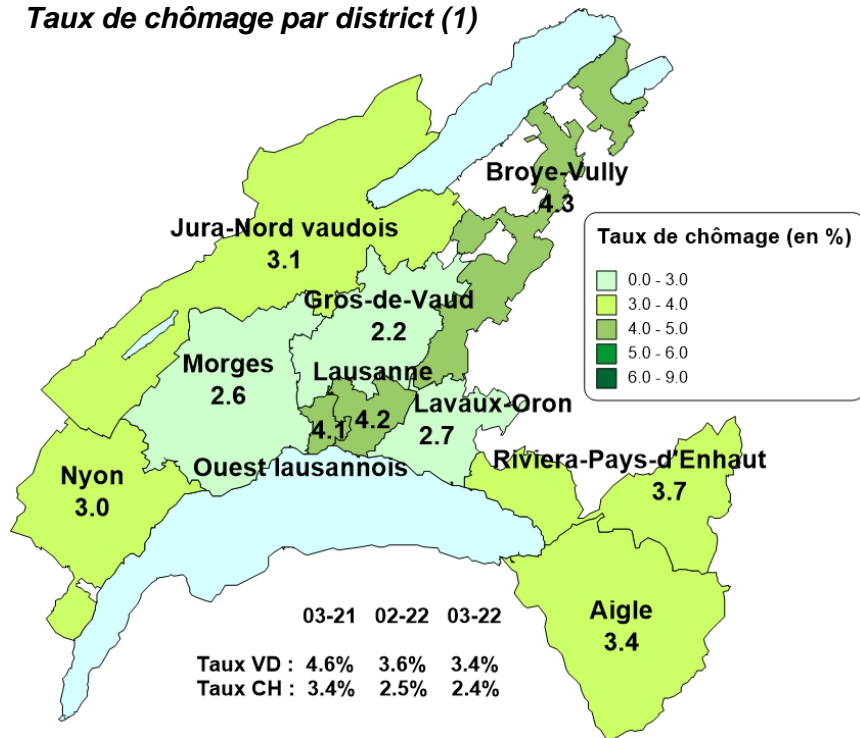 Taux de chômage par district (1)
Broye-Vully
4.3
Jura-Nord vaudois
3.1
Taux de chômage (en %)
0.0 - 3.0
3.0 - 4.0
4.0 - 5.0
5.0 - 6.0
6.0 - 9.0
Gros-de-Vaud
2.2
Morges
2.6
Lausanne
4.2
4.1
Lavaux-Oron
2.7
Ouest lausannois
Riviera-Pays-d'Enhaut
3.7
Nyon
3.0
Aigle
3.4
03-21 02-22 03-22
Taux VD : 4.6% 3.6% 3.4%
Taux CH : 3.4% 2.5% 2.4%